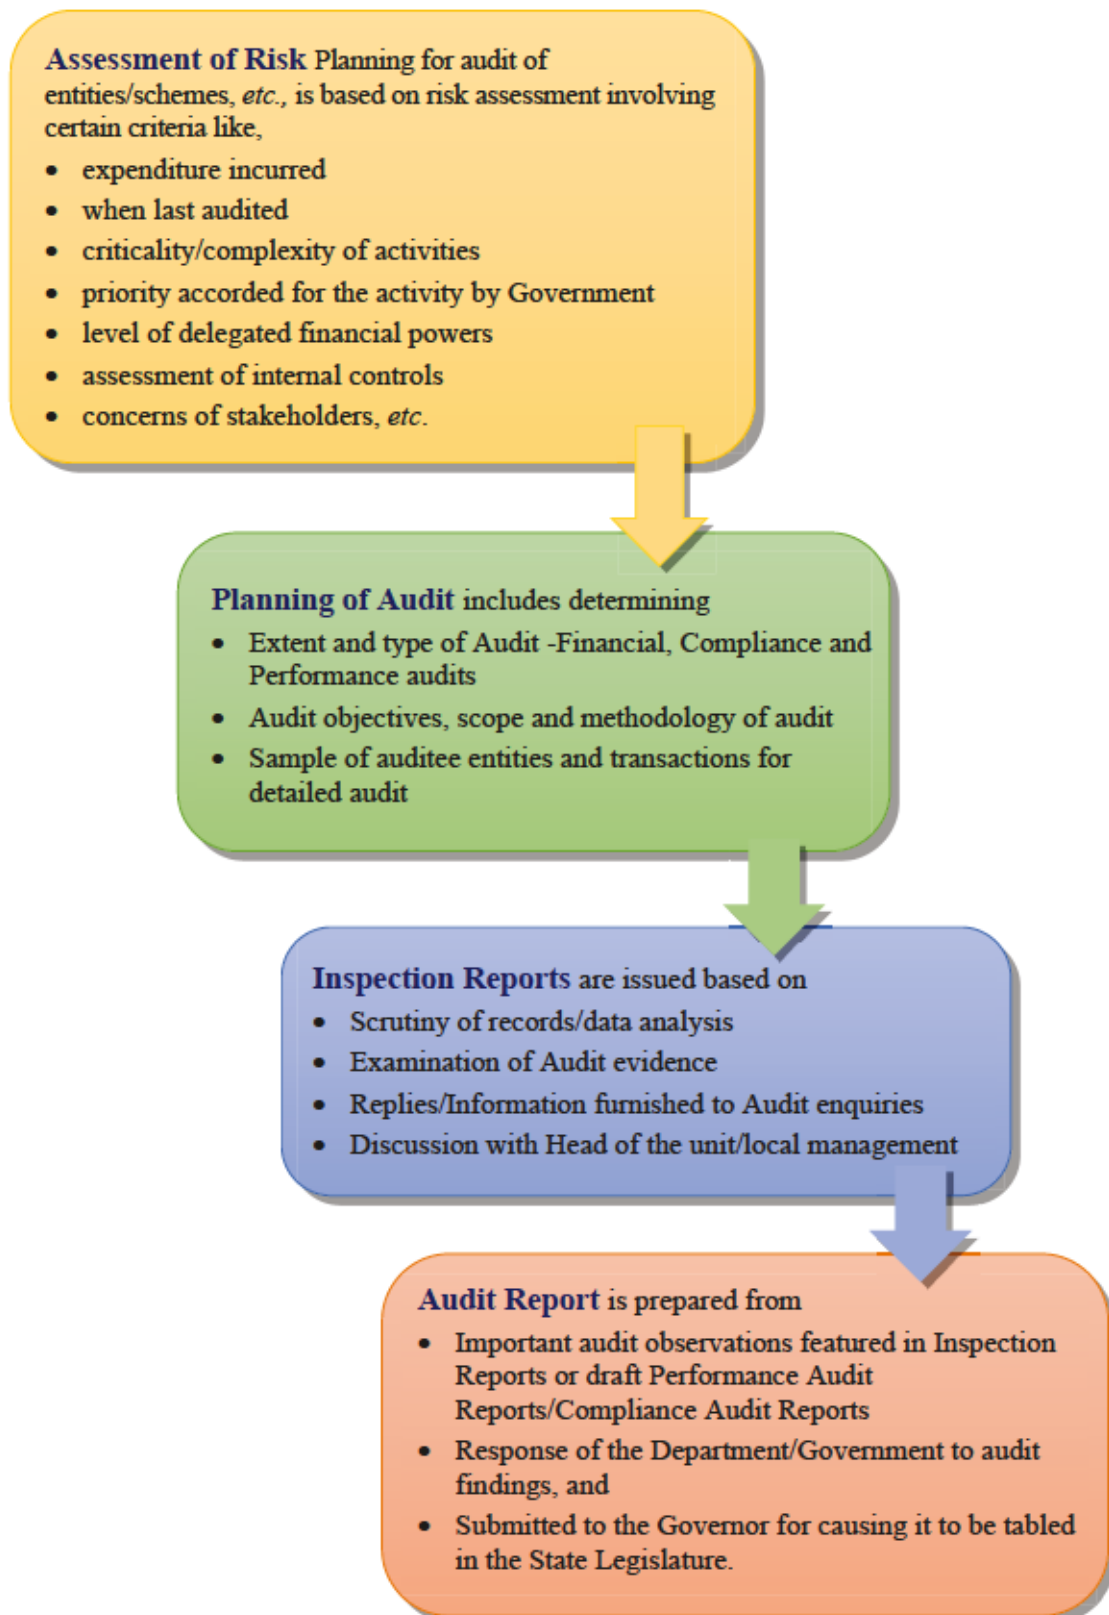 Assessment of Risk Planning for audit of
entities/schemes, etc., is based on risk assessment involving
certain criteria like,
• expenditure incurred
• when last audited
• criticality/complexity of activities
• priority accorded for the activity by Government
• level of delegated financial powers
• assessment of internal controls
• concerns of stakeholders, etc.
Planning of Audit includes determining
• Extent and type of Audit -Financial, Compliance and
Performance audits
• Audit objectives, scope and methodology of audit
• Sample of auditee entities and transactions for
detailed audit
Inspection Reports are issued based on
• Scrutiny of records/data analysis
• Examination of Audit evidence
• Replies/Information furnished to Audit enquiries
• Discussion with Head of the unit/local management
Audit Report is prepared from
• Important audit observations featured in Inspection
Reports or draft Performance Audit
Reports/Compliance Audit Reports
• Response of the Department/Government to audit
findings, and
• Submitted to the Governor for causing it to be tabled
in the State Legislature.